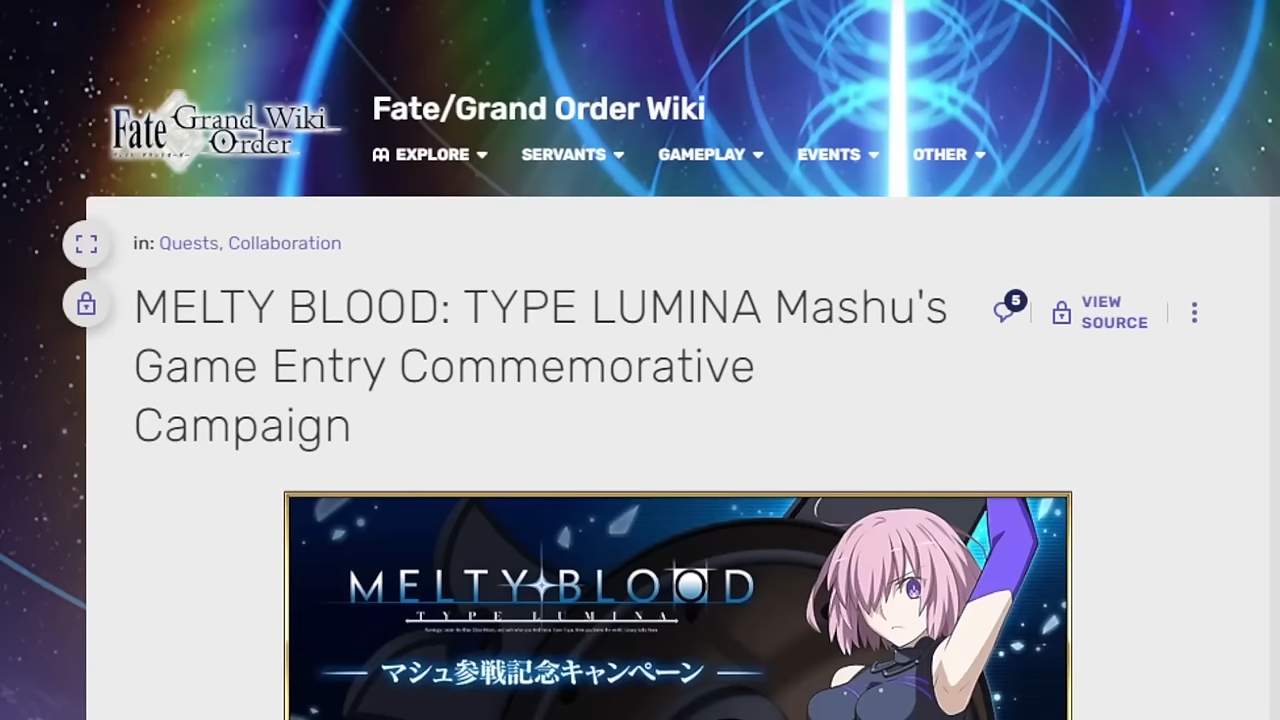 Fate/Grand Order Wiki
Fate Grand Order Wiki
EXPLORE SERVANTS GAMEPLAY EVENTS OTHER
in: Quests, Collaboration
MELTY BLOOD: TYPE LUMINA Mashu's
Game Entry Commemorative
Campaign
5
VIEW
SOURCE
MELTY BLOOD
TYPE LUMINA
マシュ参戦記念キャンペーン